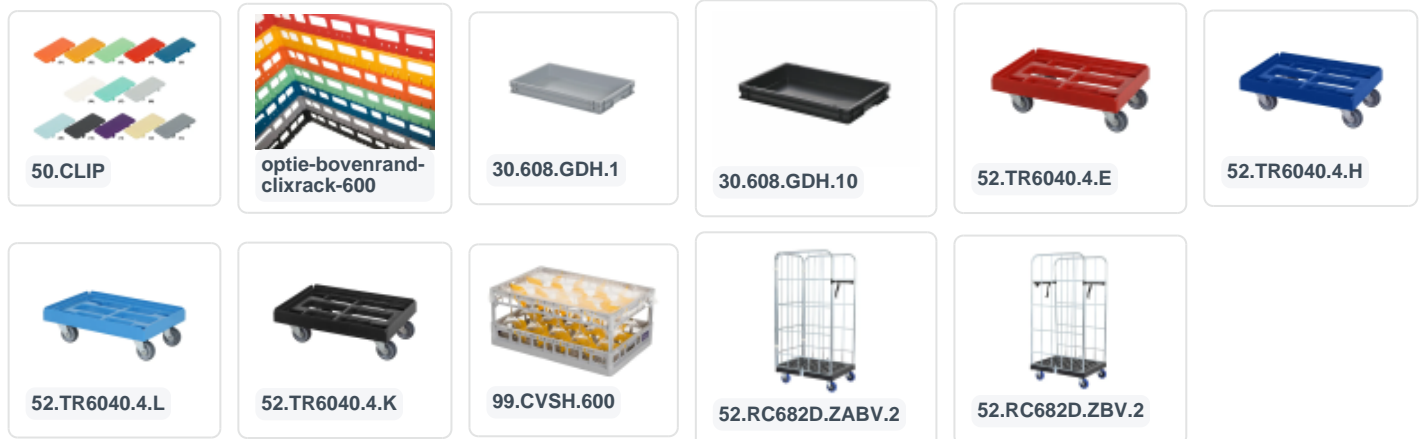 50.CLIP
optie-bovenrand-
clixrack-600
30.608.GDH.1
30.608.GDH.10
52.TR6040.4.E
52.TR6040.4.H
52.TR6040.4.L
52.TR6040.4.K
99.CVSH.600
52.RC682D.ZABV.2
52.RC682D.ZBV.2